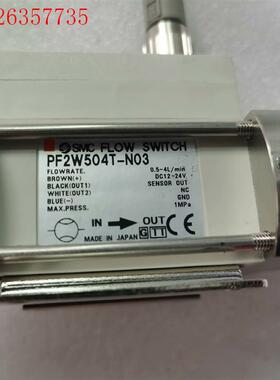 26357735
SMC FLOW SWITCH
PF2W504T-N03
FLOWRATE. 0.5-4L/min
BROWN(+) DC12-24V
BLACK(OUT1) SENSOR OUT
WHITE(OUT2) NC
BLUE(-) GND
MAX.PRESS. 1MPa
IN OUT
MADE IN JAPAN GTI